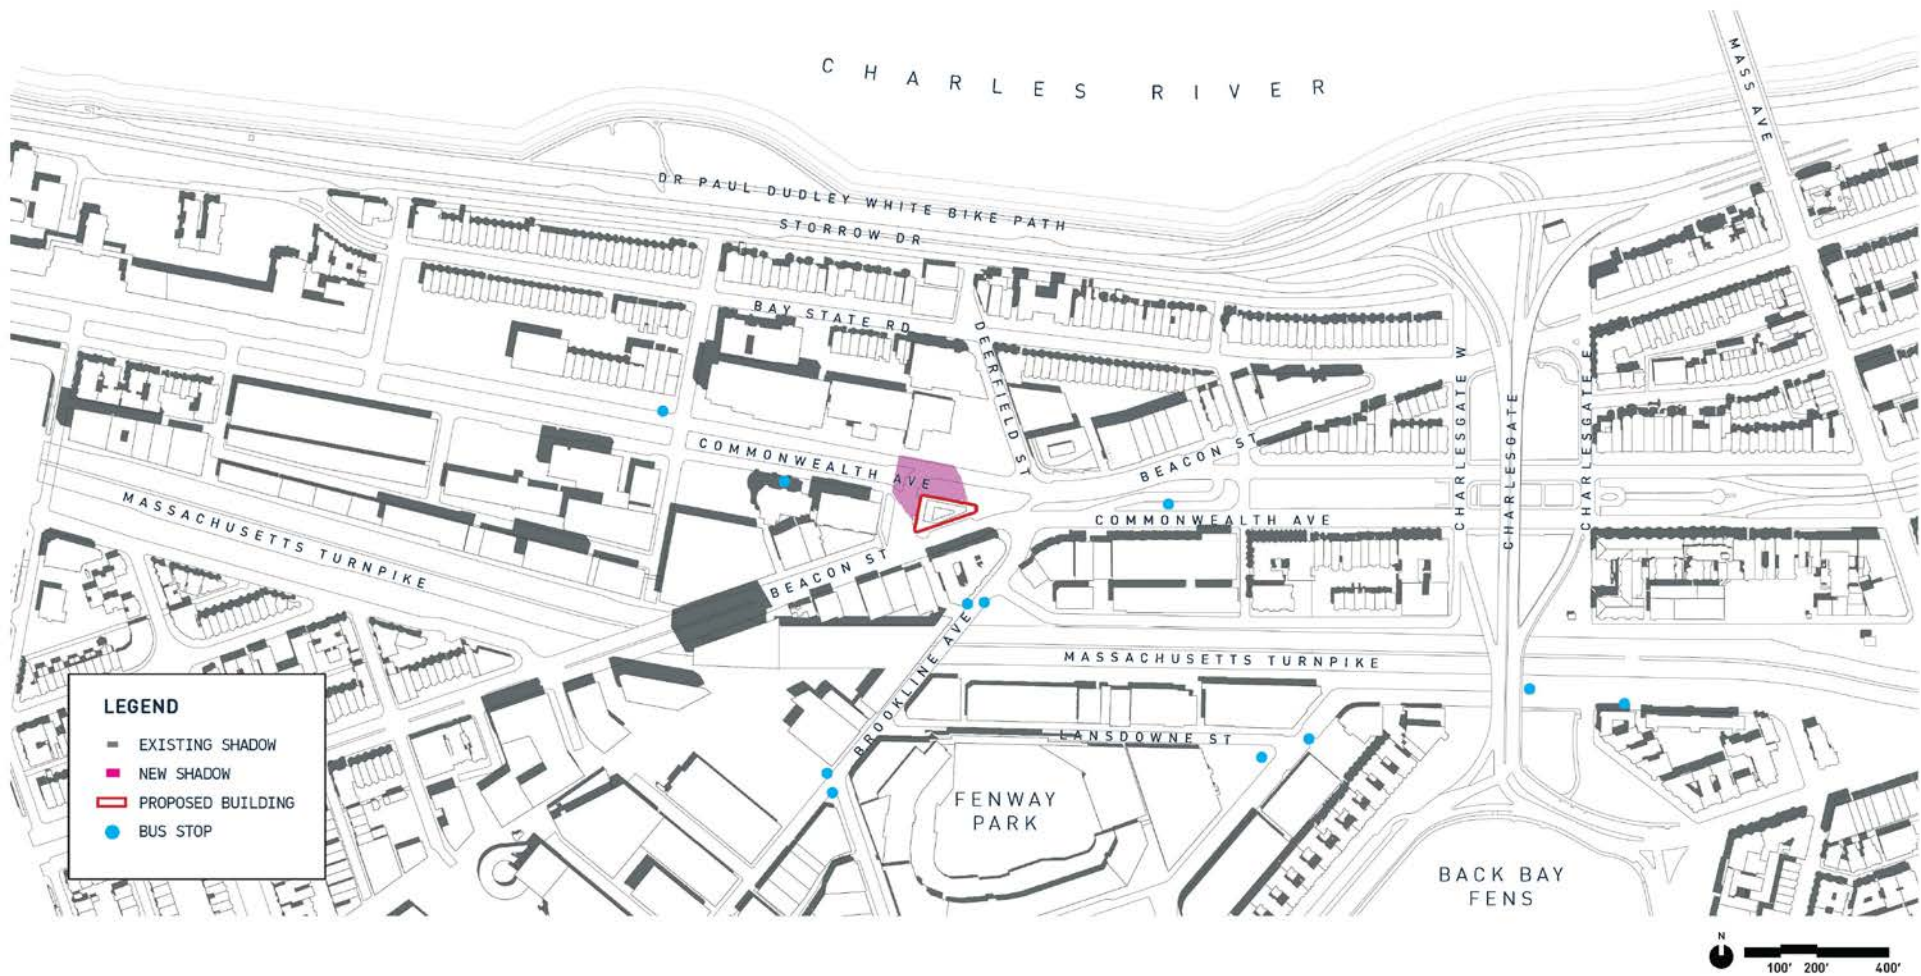 CHARLES RIVER
MASS AVE
DR PAUL DUDLEY WHITE BIKE PATH
STORROW DR
BAY STATE RD
DEERFIELD ST
CHARLESGATE W
CHARLESGATE
CHARLESGATE E
COMMONWEALTH AVE
BEACON ST
COMMONWEALTH AVE
MASSACHUSETTS TURNPIKE
BEACON ST
BROOKLINE AVE
MASSACHUSETTS TURNPIKE
LANSDOWNE ST
FENWAY
PARK
BACK BAY
FENS
LEGEND
EXISTING SHADOW
NEW SHADOW
PROPOSED BUILDING
BUS STOP
N
100' 200' 400'